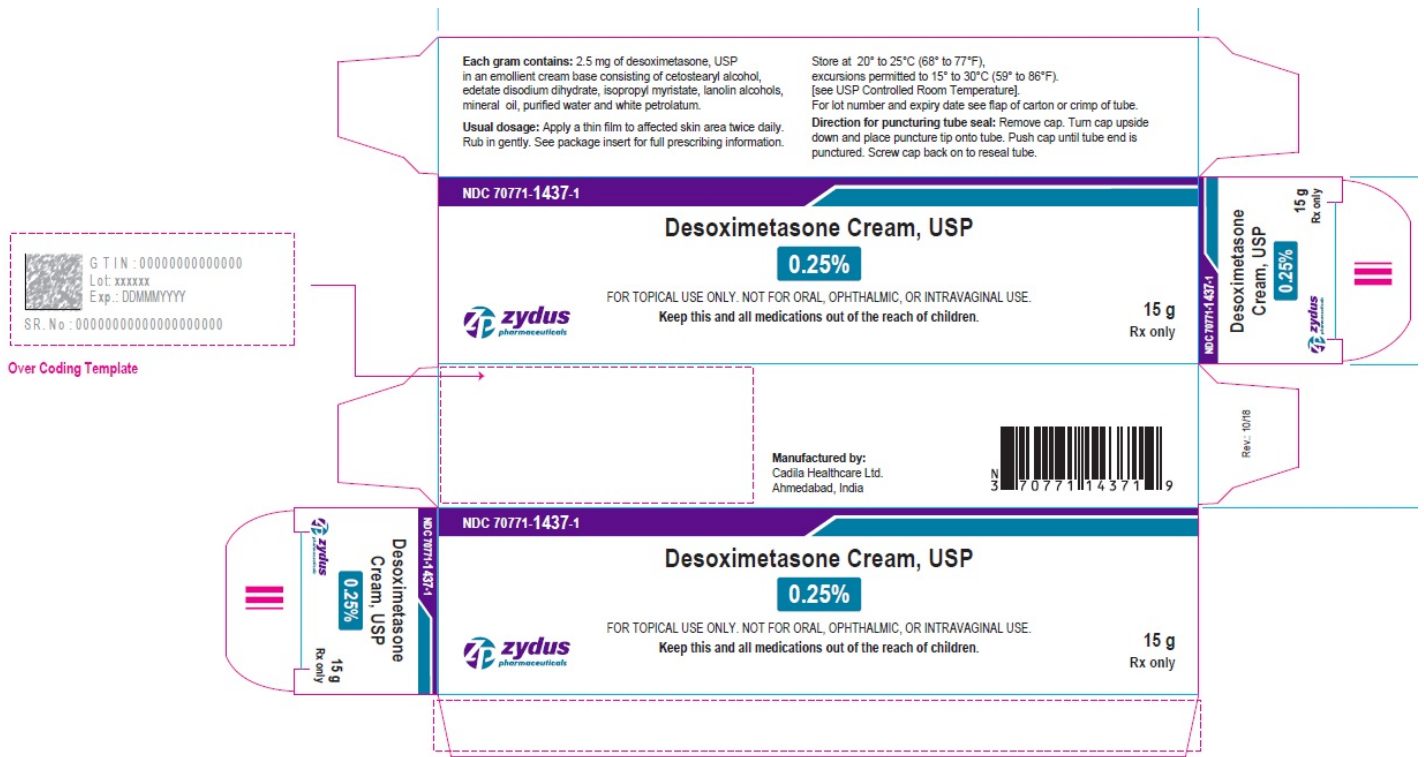 Each gram contains: 2.5 mg of desoximetasone, USP
in an emollient cream base consisting of cetostearyl alcohol,
edetate disodium dihydrate, isopropyl myristate, lanolin alcohols,
mineral oil, purified water and white petrolatum.
Usual dosage: Apply a thin film to affected skin area twice daily.
Rub in gently. See package insert for full prescribing information.
Store at 20° to 25°C (68° to 77°F),
excursions permitted to 15° to 30°C (59° to 86°F).
[see USP Controlled Room Temperature].
For lot number and expiry date see flap of carton or crimp of tube.
Direction for puncturing tube seal: Remove cap. Turn cap upside
down and place puncture tip onto tube. Push cap until tube end is
punctured. Screw cap back on to reseal tube.
NDC 70771-1437-1
Desoximetasone Cream, USP
0.25%
FOR TOPICAL USE ONLY. NOT FOR ORAL, OPHTHALMIC, OR INTRAVAGINAL USE.
Keep this and all medications out of the reach of children.
zydus
pharmaceuticals
15 g
Rx only
NDC 70771-1437-1
Desoximetasone
Cream, USP
0.25%
15 g
Rx only
zydus
pharmaceuticals
GTIN:00000000000000
Lot: xxxxxx
Exp.: DDMMMYYYY
SR.No:00000000000000000000
Over Coding Template
Manufactured by:
Cadila Healthcare Ltd.
Ahmedabad, India
N
3 70771 14371 9
Rev.: 10/18
NDC 70771-1437-1
Desoximetasone
Cream, USP
0.25%
15 g
Rx only
zydus
pharmaceuticals
NDC 70771-1437-1
Desoximetasone Cream, USP
0.25%
FOR TOPICAL USE ONLY. NOT FOR ORAL, OPHTHALMIC, OR INTRAVAGINAL USE.
Keep this and all medications out of the reach of children.
zydus
pharmaceuticals
15 g
Rx only